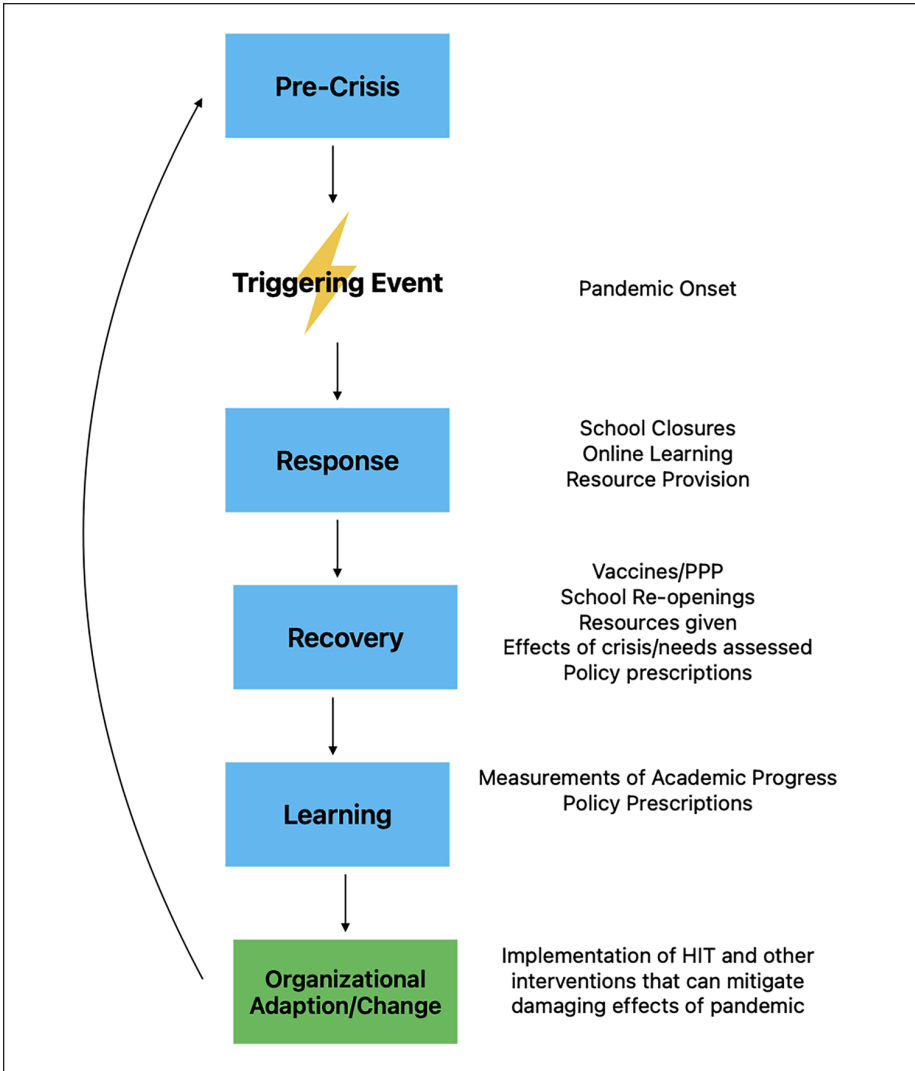 Pre-Crisis
Triggering Event
Pandemic Onset
Response
School Closures
Online Learning
Resource Provision
Recovery
Vaccines/PPP
School Re-openings
Resources given
Effects of crisis/needs assessed
Policy prescriptions
Learning
Measurements of Academic Progress
Policy Prescriptions
Organizational
Adaption/Change
Implementation of HIT and other
interventions that can mitigate
damaging effects of pandemic